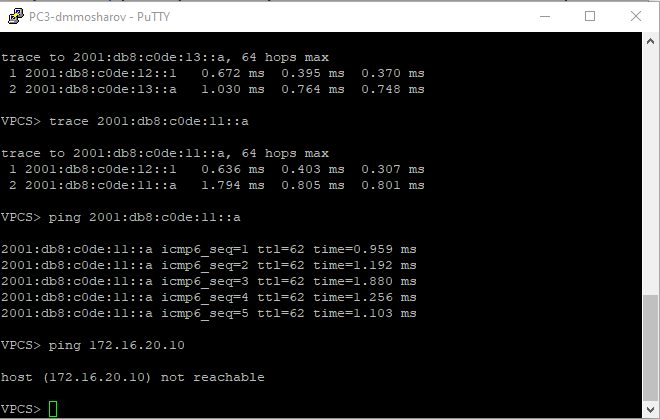 PC3-dmmosharov - PuTTY
trace to 2001:db8:c0de:13::a, 64 hops max
1 2001:db8:c0de:12::1 0.672 ms 0.395 ms 0.370 ms
2 2001:db8:c0de:13::a 1.030 ms 0.764 ms 0.748 ms
VPCS> trace 2001:db8:c0de:11::a
trace to 2001:db8:c0de:11::a, 64 hops max
1 2001:db8:c0de:12::1 0.636 ms 0.403 ms 0.307 ms
2 2001:db8:c0de:11::a 1.794 ms 0.805 ms 0.801 ms
VPCS> ping 2001:db8:c0de:11::a
2001:db8:c0de:11::a icmp6_seq=1 ttl=62 time=0.959 ms
2001:db8:c0de:11::a icmp6_seq=2 ttl=62 time=1.192 ms
2001:db8:c0de:11::a icmp6_seq=3 ttl=62 time=1.880 ms
2001:db8:c0de:11::a icmp6_seq=4 ttl=62 time=1.256 ms
2001:db8:c0de:11::a icmp6_seq=5 ttl=62 time=1.103 ms
VPCS> ping 172.16.20.10
host (172.16.20.10) not reachable
VPCS>